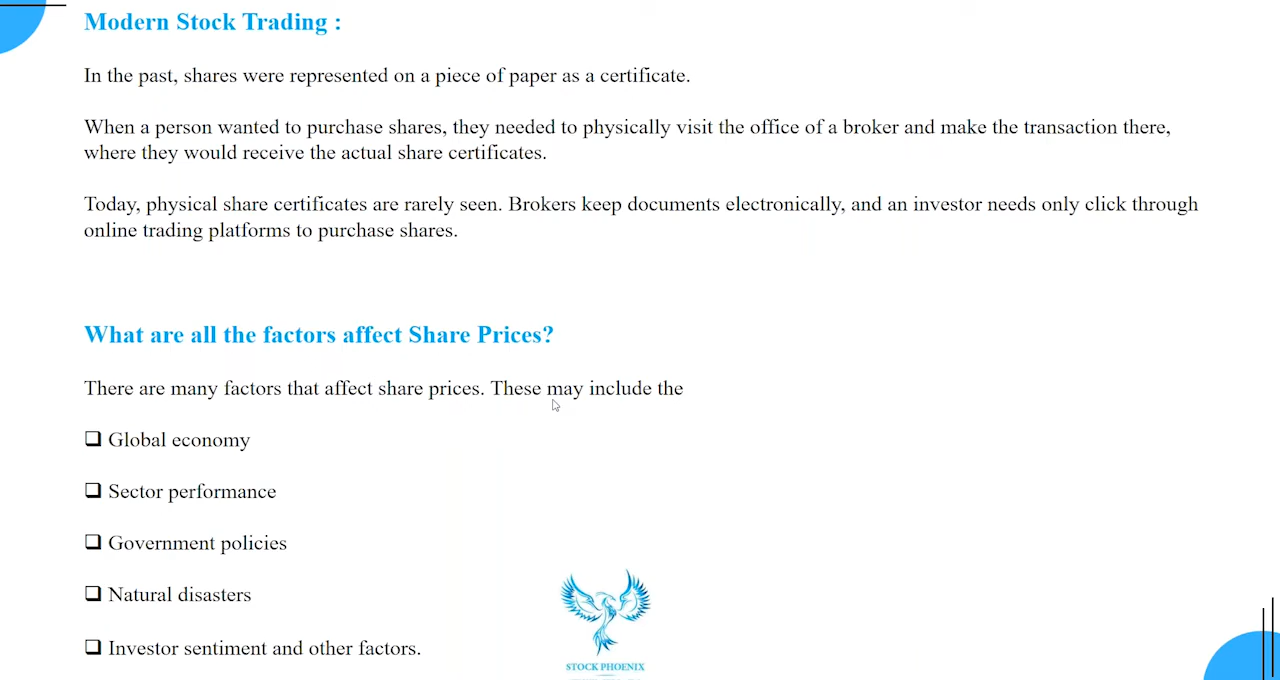 Modern Stock Trading :
In the past, shares were represented on a piece of paper as a certificate.
When a person wanted to purchase shares, they needed to physically visit the office of a broker and make the transaction there,
where they would receive the actual share certificates.
Today, physical share certificates are rarely seen. Brokers keep documents electronically, and an investor needs only click through
online trading platforms to purchase shares.
What are all the factors affect Share Prices?
There are many factors that affect share prices. These may include the
❑ Global economy
❑ Sector performance
❑ Government policies
❑ Natural disasters
❑ Investor sentiment and other factors.
STOCK PHOENIX